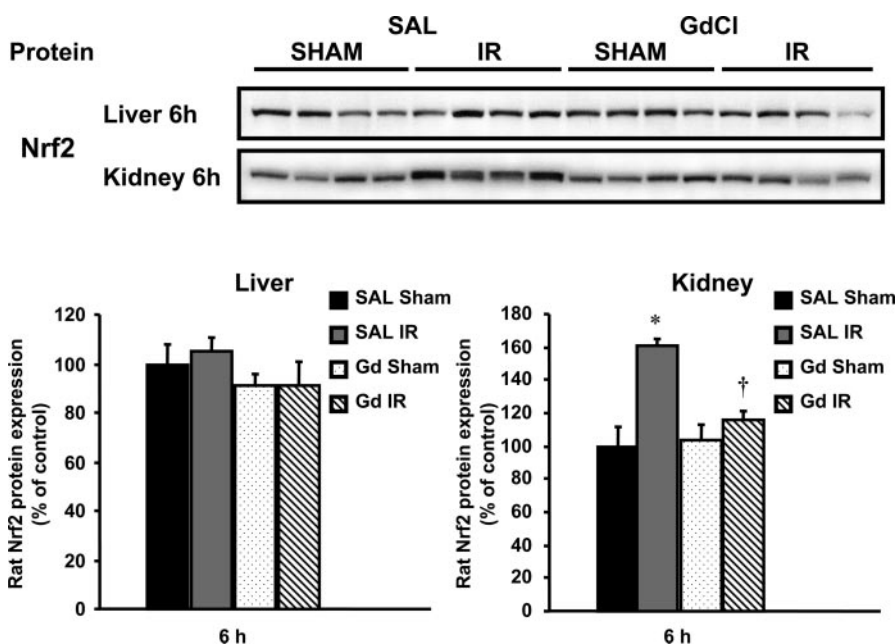 SAL GdCl
Protein SHAM IR SHAM IR
Liver 6h
Nrf2
Kidney 6h
Liver
Rat Nrf2 protein expression
(% of control)
120
100
80
60
40
20
0
6 h
SAL Sham
SAL IR
Gd Sham
Gd IR
Kidney
Rat Nrf2 protein expression
(% of control)
180
160
140
120
100
80
60
40
20
0
*
†
6 h
SAL Sham
SAL IR
Gd Sham
Gd IR